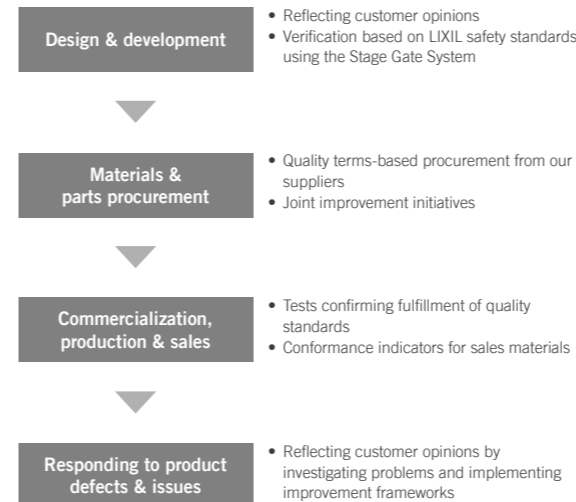 Design & development
• Reflecting customer opinions
• Verification based on LIXIL safety standards
using the Stage Gate System
Materials &
parts procurement
• Quality terms-based procurement from our
suppliers
• Joint improvement initiatives
Commercialization,
production & sales
• Tests confirming fulfillment of quality
standards
• Conformance indicators for sales materials
Responding to product
defects & issues
• Reflecting customer opinions by
investigating problems and implementing
improvement frameworks